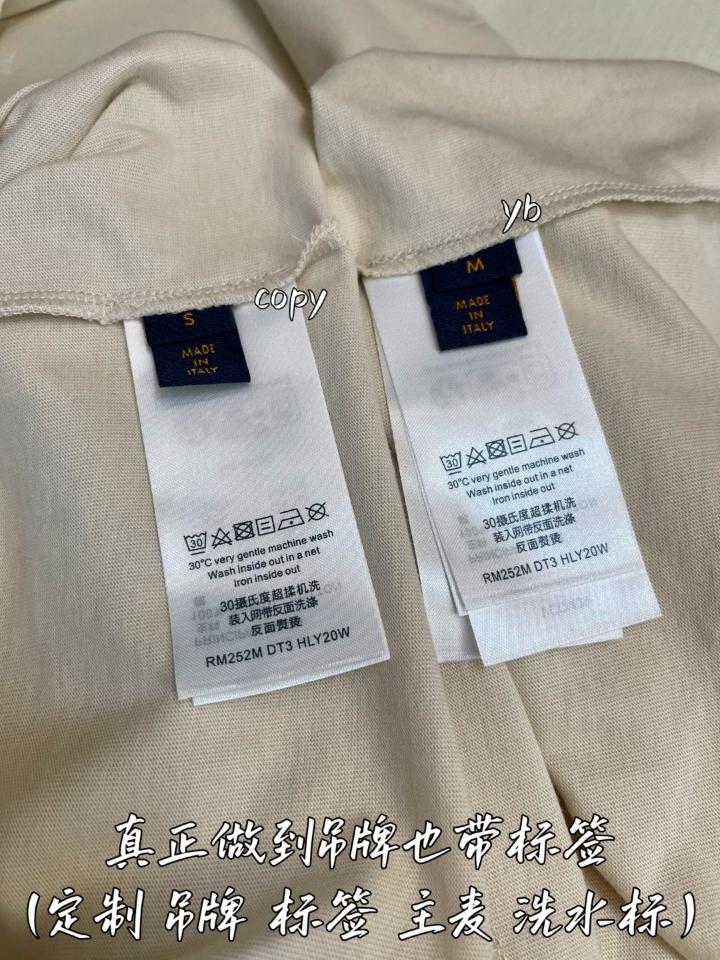 yb
copy
S
MADE
IN
ITALY
30
30°C very gentle machine wash
Wash inside out in a net
Iron inside out
30摄氏度超揉机洗
装入网带反面洗涤
反面熨烫
RM252M DT3 HLY20W
M
MADE
IN
ITALY
30
30°C very gentle machine wash
Wash inside out in a net
Iron inside out
30摄氏度超揉机洗
装入网带反面洗涤
反面熨烫
RM252M DT3 HLY20W
真正做到吊牌也带标签
(定制 吊牌 标签 主麦 洗水标)